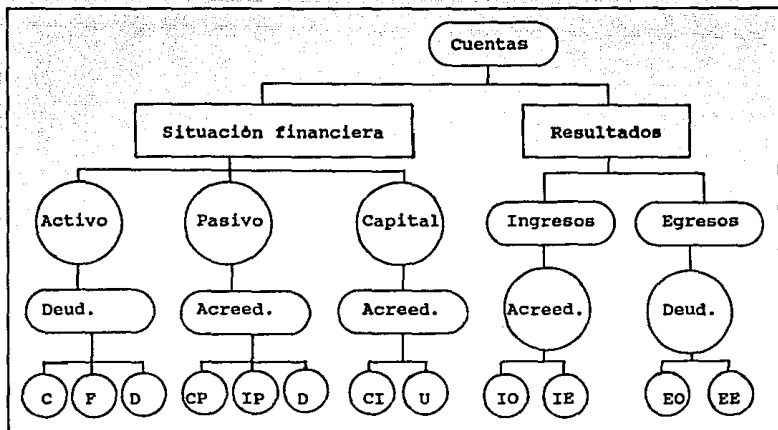 Cuentas
Situación financiera
Resultados
Activo
Pasivo
Capital
Ingresos
Egresos
Deud.
Acreed.
Acreed.
Acreed.
Deud.
C F D CP IP D CI U IO IE EO EE